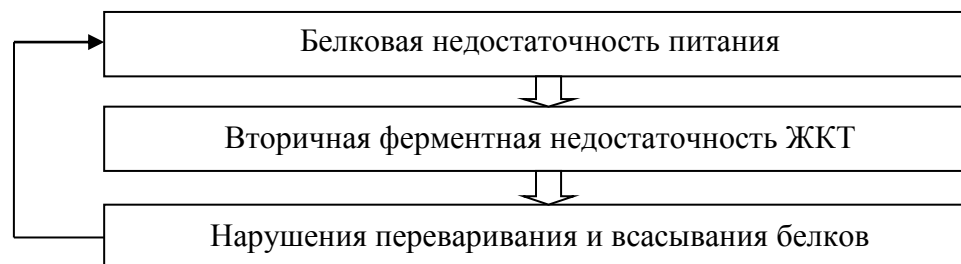 Белковая недостаточность питания
Вторичная ферментная недостаточность ЖКТ
Нарушения переваривания и всасывания белков